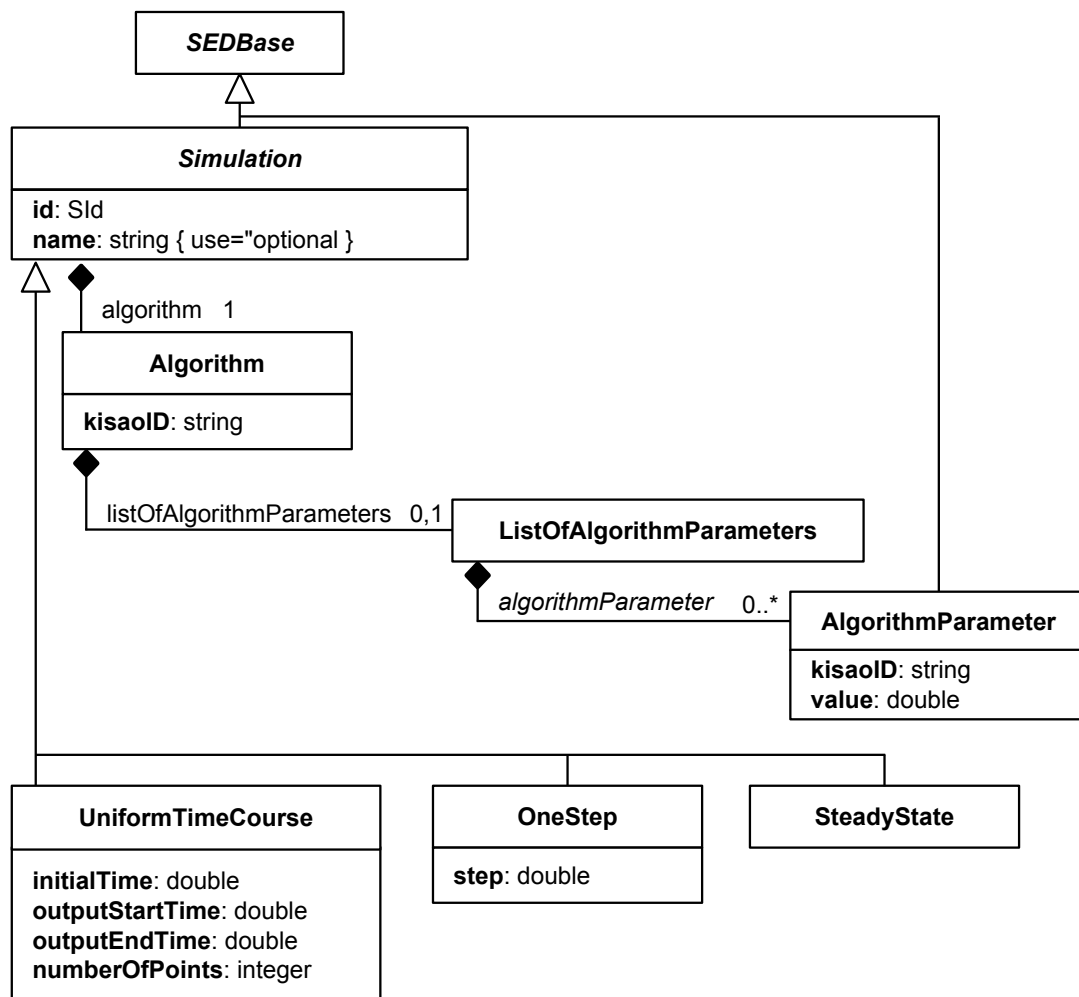 SEDBase
Simulation
id: SId
name: string { use="optional }
algorithm 1
Algorithm
kisaoID: string
listOfAlgorithmParameters 0,1
ListOfAlgorithmParameters
algorithmParameter 0..*
AlgorithmParameter
kisaoID: string
value: double
UniformTimeCourse
initialTime: double
outputStartTime: double
outputEndTime: double
numberOfPoints: integer
OneStep
step: double
SteadyState